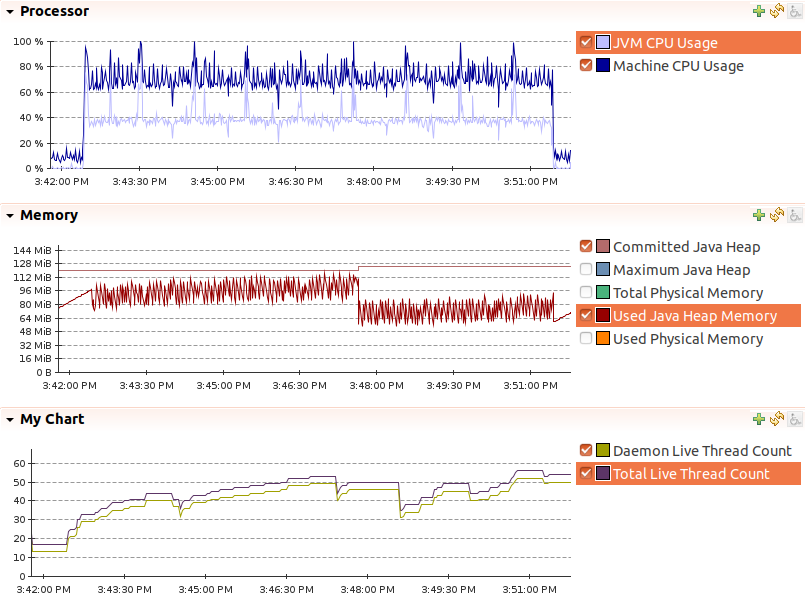 Processor
100 %
80 %
60 %
40 %
20 %
0 %
3:42:00 PM 3:43:30 PM 3:45:00 PM 3:46:30 PM 3:48:00 PM 3:49:30 PM 3:51:00 PM
JVM CPU Usage
Machine CPU Usage
Memory
144 MiB
128 MiB
112 MiB
96 MiB
80 MiB
64 MiB
48 MiB
32 MiB
16 MiB
0 B
3:42:00 PM 3:43:30 PM 3:45:00 PM 3:46:30 PM 3:48:00 PM 3:49:30 PM 3:51:00 PM
Committed Java Heap
Maximum Java Heap
Total Physical Memory
Used Java Heap Memory
Used Physical Memory
My Chart
60
50
40
30
20
10
0
3:42:00 PM 3:43:30 PM 3:45:00 PM 3:46:30 PM 3:48:00 PM 3:49:30 PM 3:51:00 PM
Daemon Live Thread Count
Total Live Thread Count